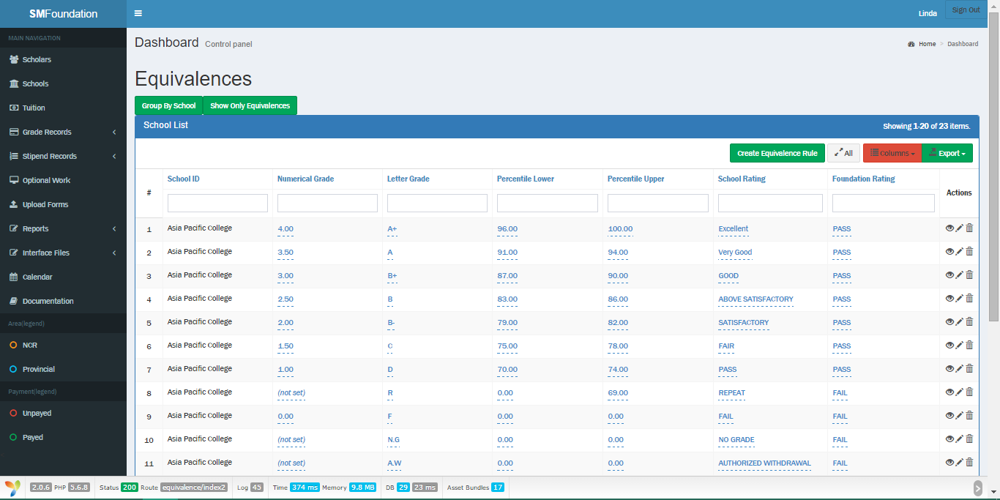 SMFoundation
Linda
Sign Out
MAIN NAVIGATION
Scholars
Schools
Tuition
Grade Records
Stipend Records
Optional Work
Upload Forms
Reports
Interface Files
Calendar
Documentation
Area(legend)
NCR
Provincial
Payment(legend)
Unpayed
Payed
Dashboard Control panel
Home > Dashboard
Equivalences
Group By School Show Only Equivalences
School List Showing 1-20 of 23 items.
Create Equivalence Rule All Columns Export
# School ID Numerical Grade Letter Grade Percentile Lower Percentile Upper School Rating Foundation Rating Actions
1 Asia Pacific College 4.00 A+ 96.00 100.00 Excellent PASS
2 Asia Pacific College 3.50 A 91.00 94.00 Very Good PASS
3 Asia Pacific College 3.00 B+ 87.00 90.00 GOOD PASS
4 Asia Pacific College 2.50 B 83.00 86.00 ABOVE SATISFACTORY PASS
5 Asia Pacific College 2.00 B- 79.00 82.00 SATISFACTORY PASS
6 Asia Pacific College 1.50 C 75.00 78.00 FAIR PASS
7 Asia Pacific College 1.00 D 70.00 74.00 PASS PASS
8 Asia Pacific College (not set) R 0.00 69.00 REPEAT FAIL
9 Asia Pacific College 0.00 F 0.00 0.00 FAIL FAIL
10 Asia Pacific College (not set) N.G 0.00 0.00 NO GRADE FAIL
11 Asia Pacific College (not set) A.W 0.00 0.00 AUTHORIZED WITHDRAWAL FAIL
2.0.6 PHP 5.6.8 Status 200 Route equivalence/index2 Log 45 Time 374 ms Memory 9.8 MB DB 29 23 ms Asset Bundles 17